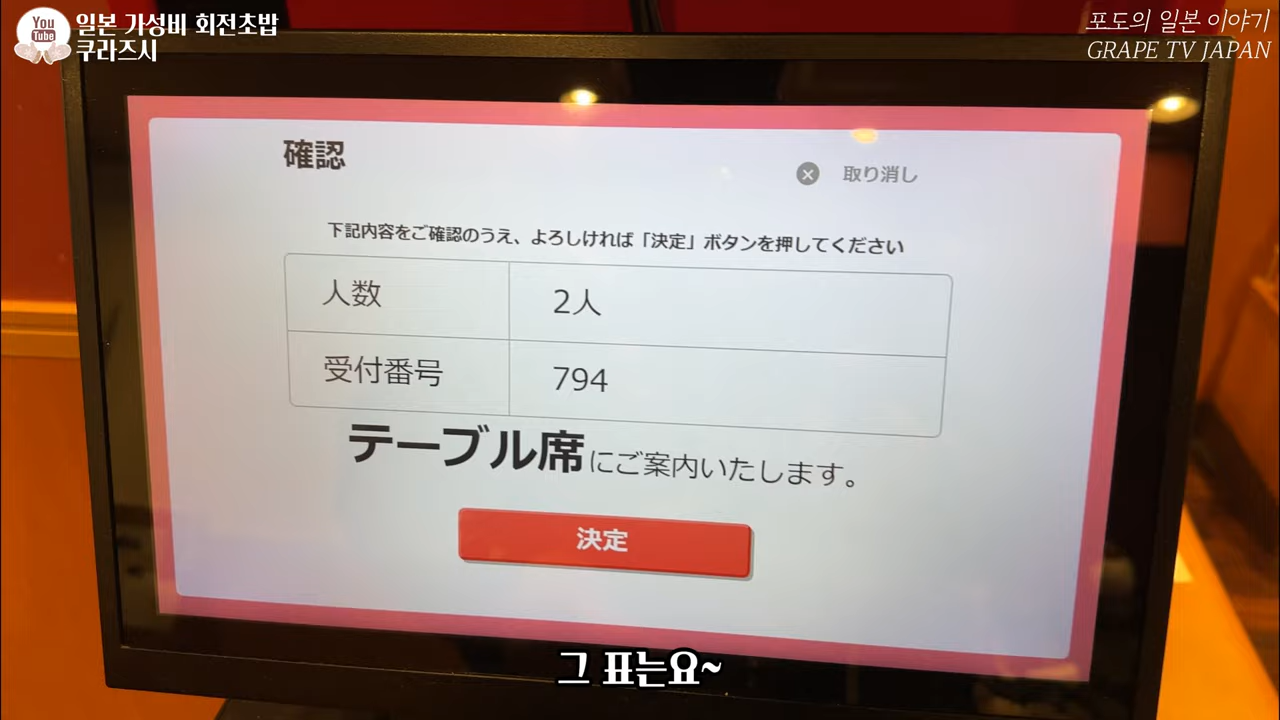 You
Tube
일본 가성비 회전초밥
쿠라즈시
포도의 일본 이야기
GRAPE TV JAPAN
確認
取り消し
下記内容をご確認のうえ、よろしければ「決定」ボタンを押してください
人数 2人
受付番号 794
テーブル席にご案内いたします。
決定
그 표는요~